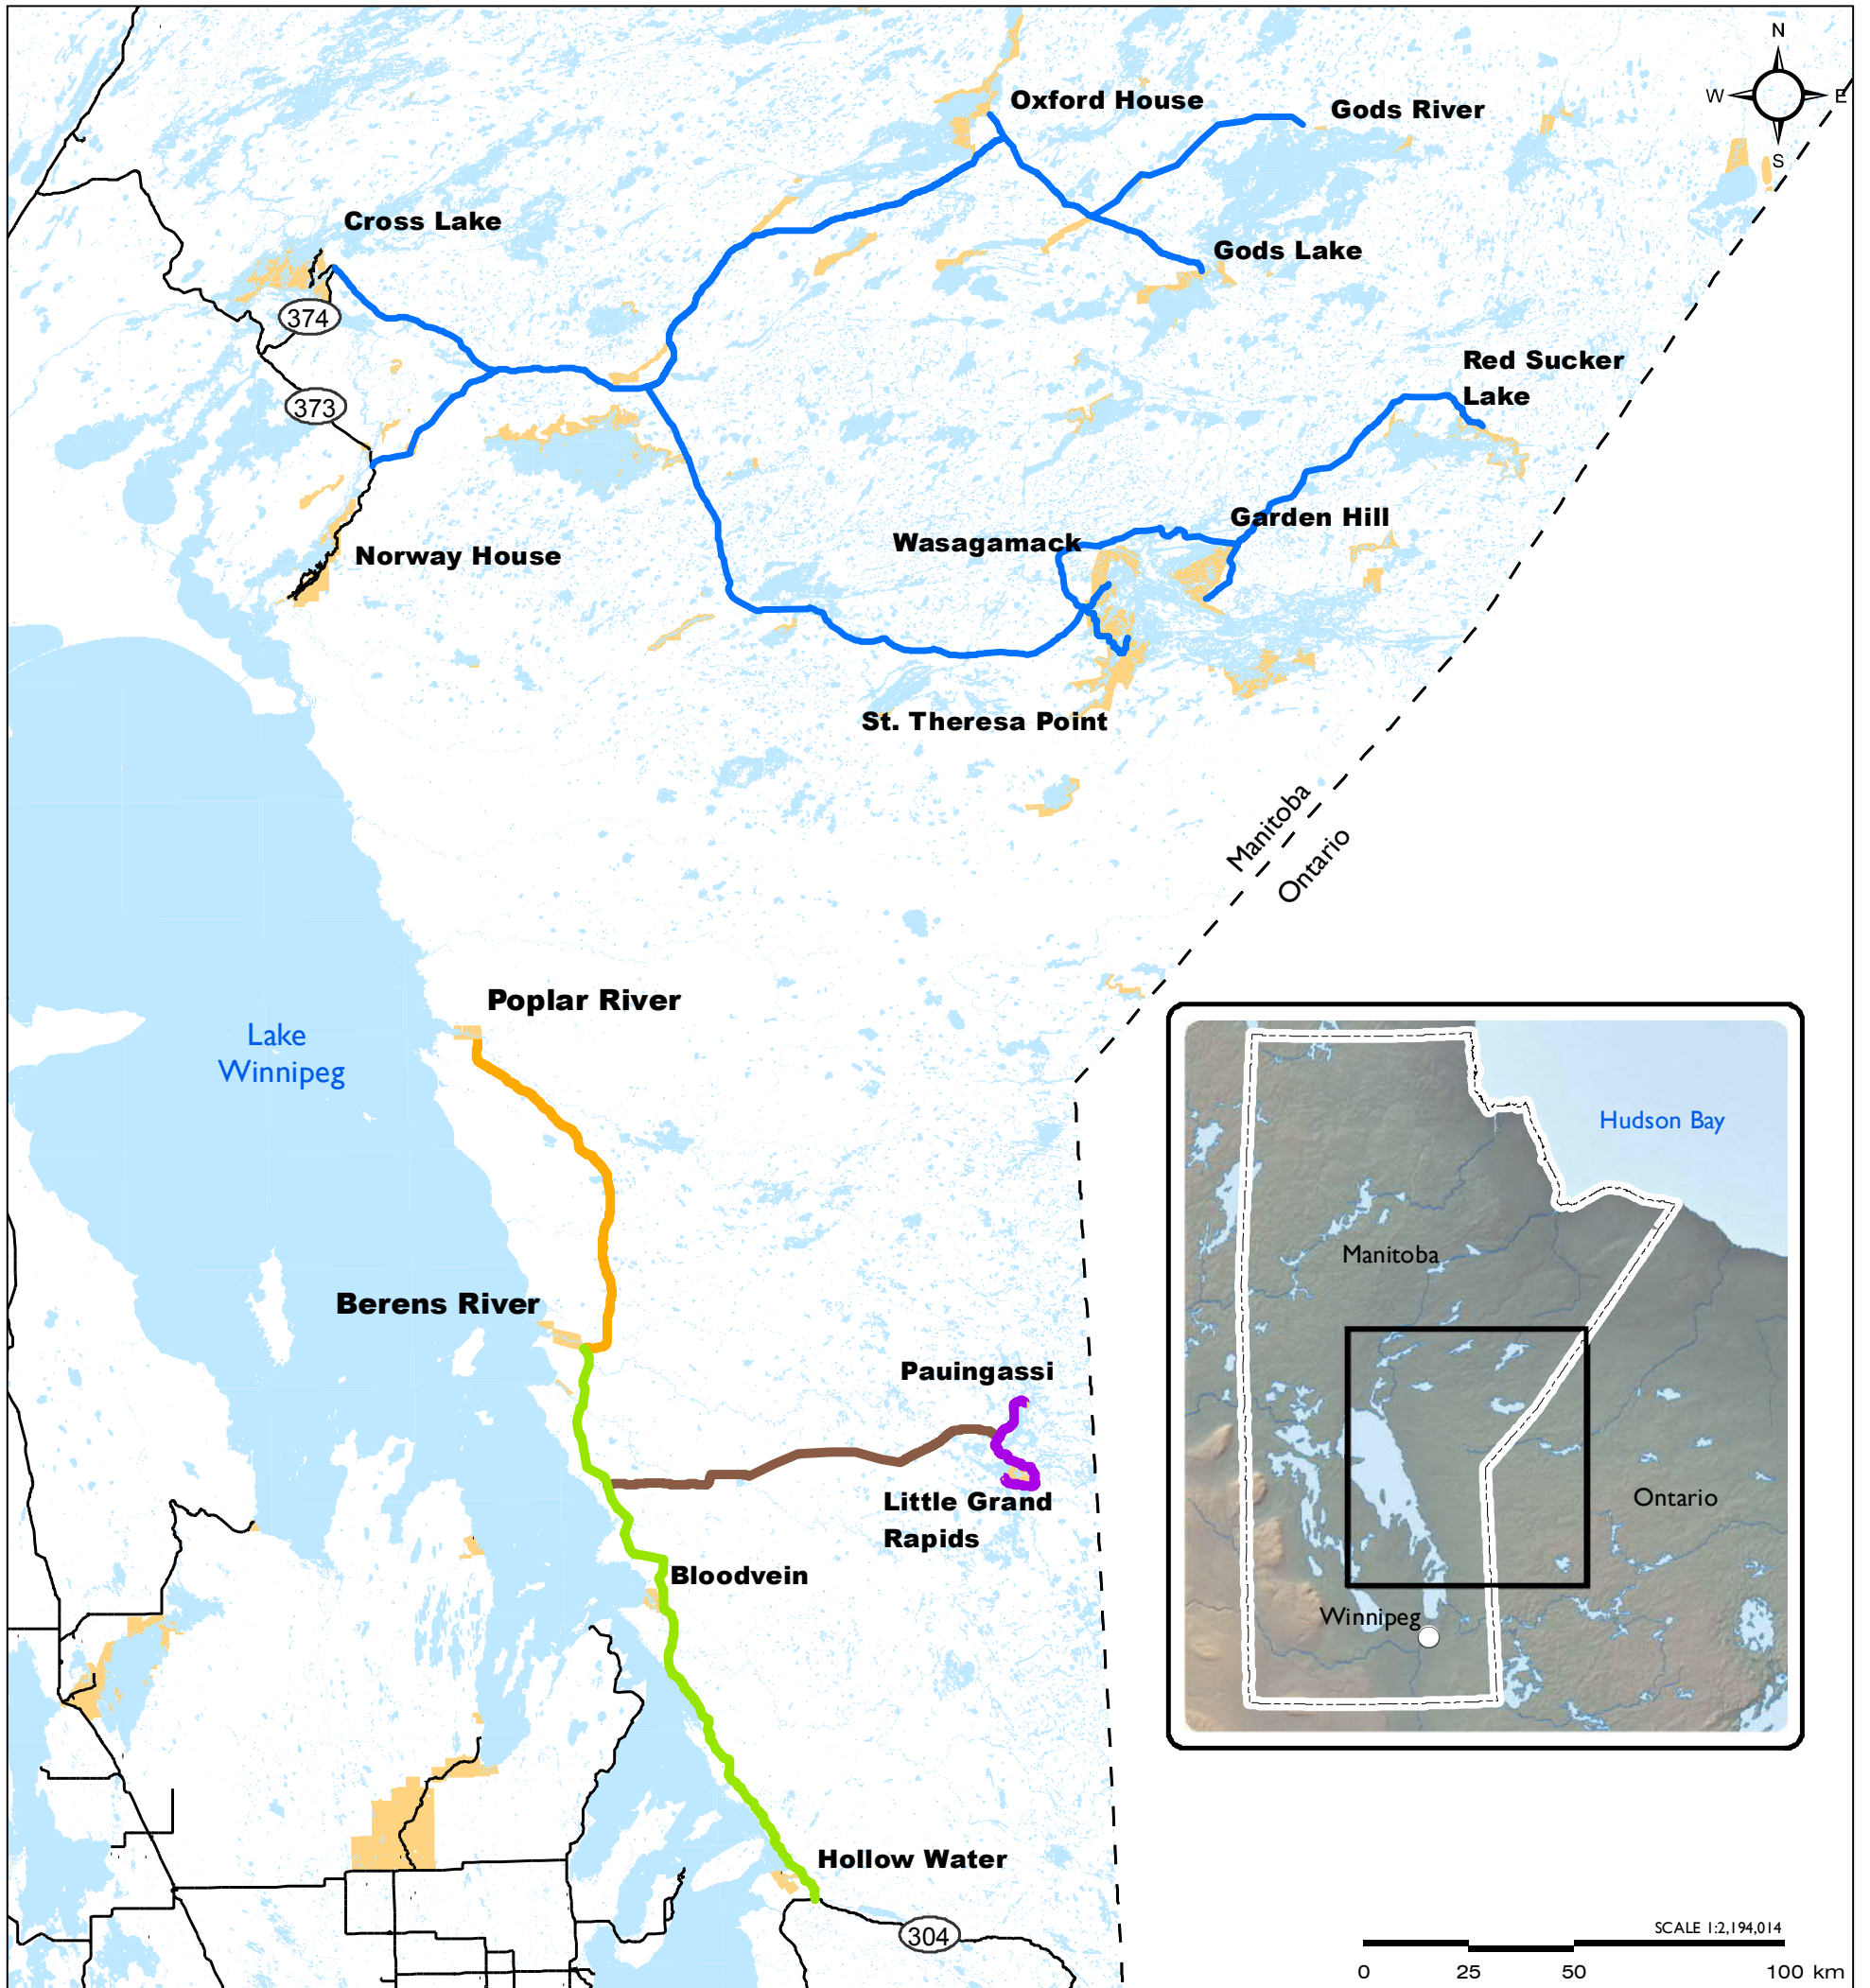 N
W
E
S
Oxford House
Gods River
Cross Lake
Gods Lake
374
Red Sucker
Lake
373
Garden Hill
Wasagamack
Norway House
St. Theresa Point
Manitoba
Ontario
Poplar River
Lake
Winnipeg
Hudson Bay
Manitoba
Berens River
Pauingassi
Little Grand
Rapids
Ontario
Bloodvein
Winnipeg
Hollow Water
304
SCALE 1:2,194,014
0 25 50 100 km